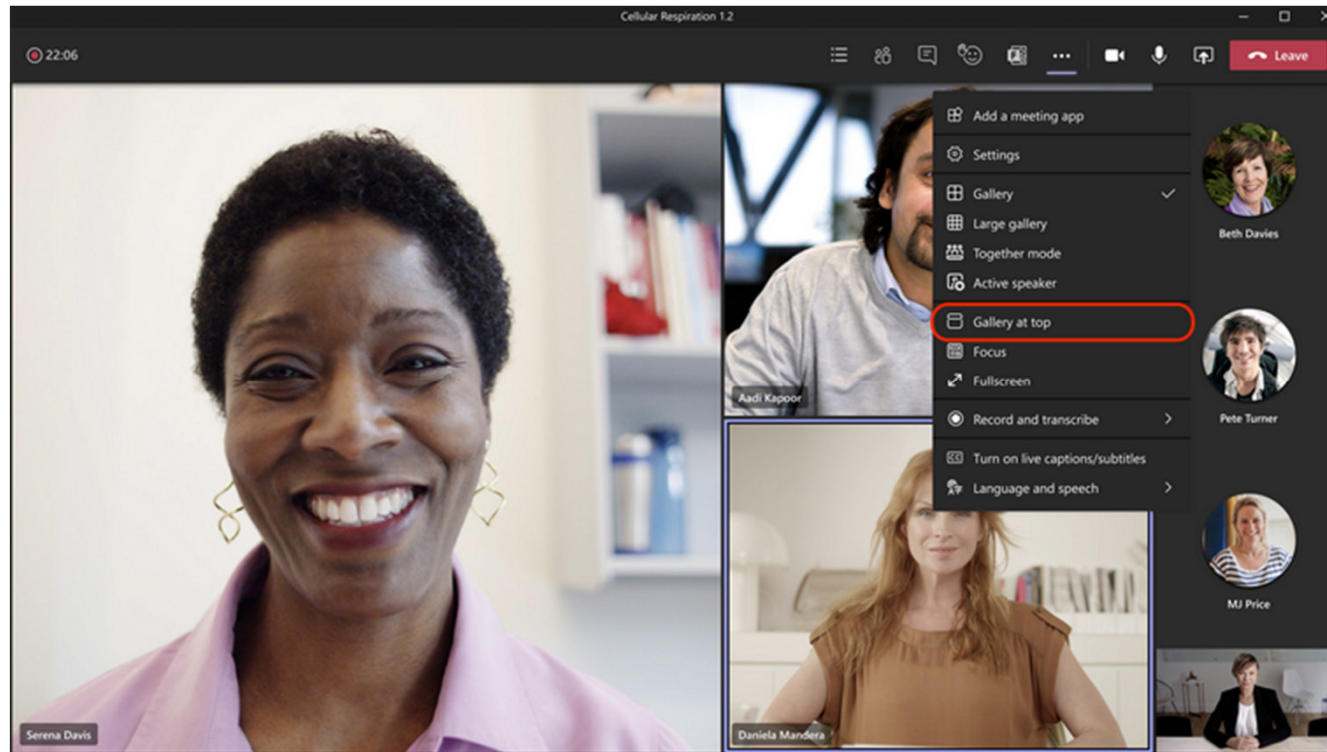 Cellular Respiration 1.2
22:06
Leave
Add a meeting app
Settings
Gallery
Large gallery
Together mode
Active speaker
Gallery at top
Focus
Fullscreen
Record and transcribe
CC Turn on live captions/subtitles
Language and speech
Beth Davies
Pete Turner
MJ Price
Aadi Kapoor
Serena Davis
Daniela Mandera